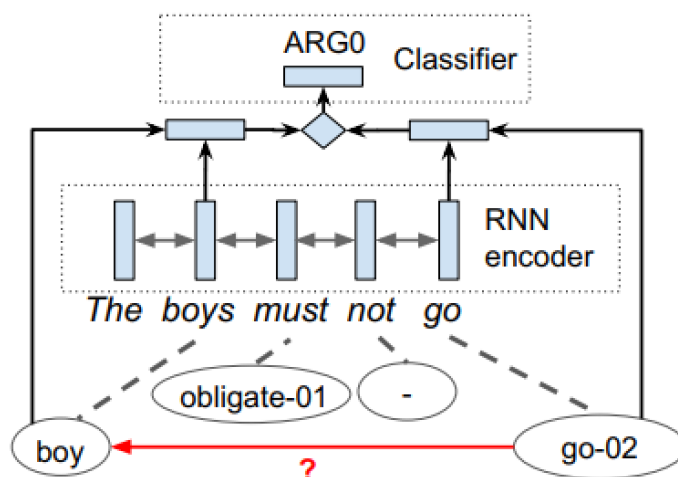 ARG0
Classifier
RNN
encoder
The boys must not go
obligate-01
-
boy
go-02
?